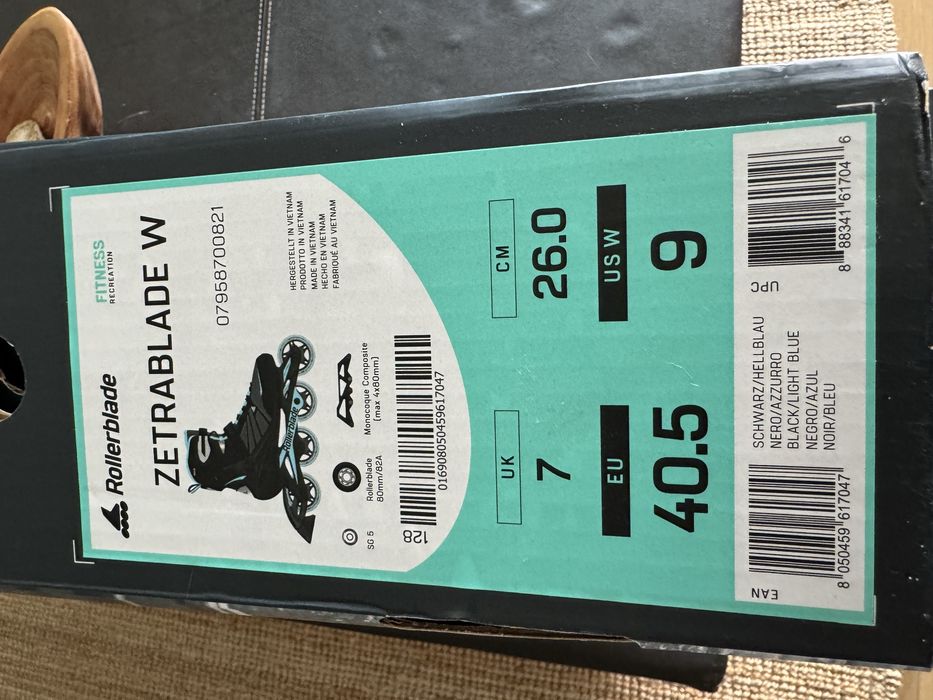 Rollerblade
FITNESS
RECREATION
ZETRABLADE W
07958700821
Rollerblade
HERGESTELLT IN VIETNAM
PRODOTTO IN VIETNAM
MADE IN VIETNAM
HECHO EN VIETNAM
FABRIQUÉ AU VIETNAM
SG 5
Rollerblade
80mm/82A
Monocoque Composite
(max 4x80mm)
128
0169080504596170​47
UK
7
CM
26.0
EU
40.5
US W
9
EAN
8 050459 617047
SCHWARZ/HELLBLAU
NERO/AZZURRO
BLACK/LIGHT BLUE
NEGRO/AZUL
NOIR/BLEU
UPC
8 88341 61704 6